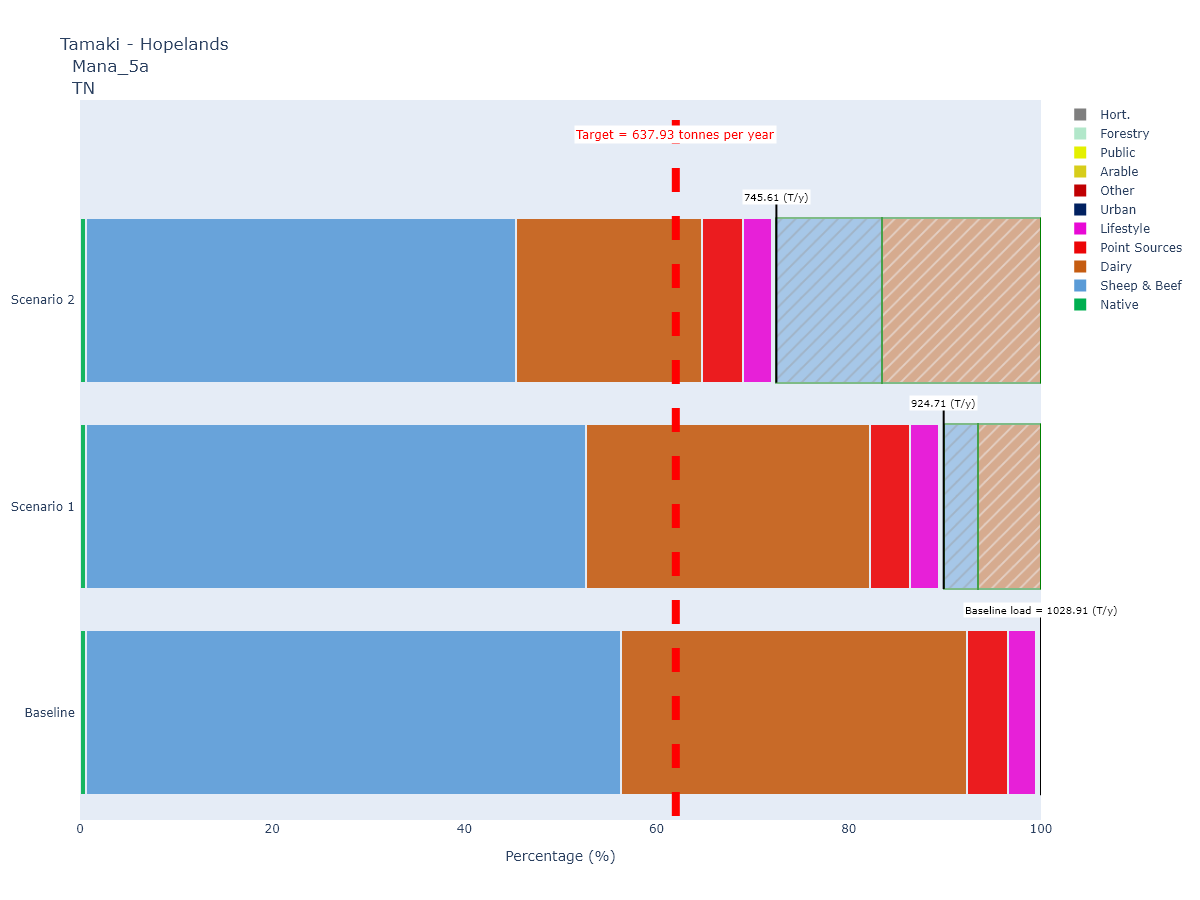 Tamaki - Hopelands
Mana_5a
TN
Target = 637.93 tonnes per year
745.61 (T/y)
Scenario 2
924.71 (T/y)
Scenario 1
Baseline load = 1028.91 (T/y)
Baseline
0 20 40 60 80 100
Percentage (%)
Hort.
Forestry
Public
Arable
Other
Urban
Lifestyle
Point Sources
Dairy
Sheep & Beef
Native